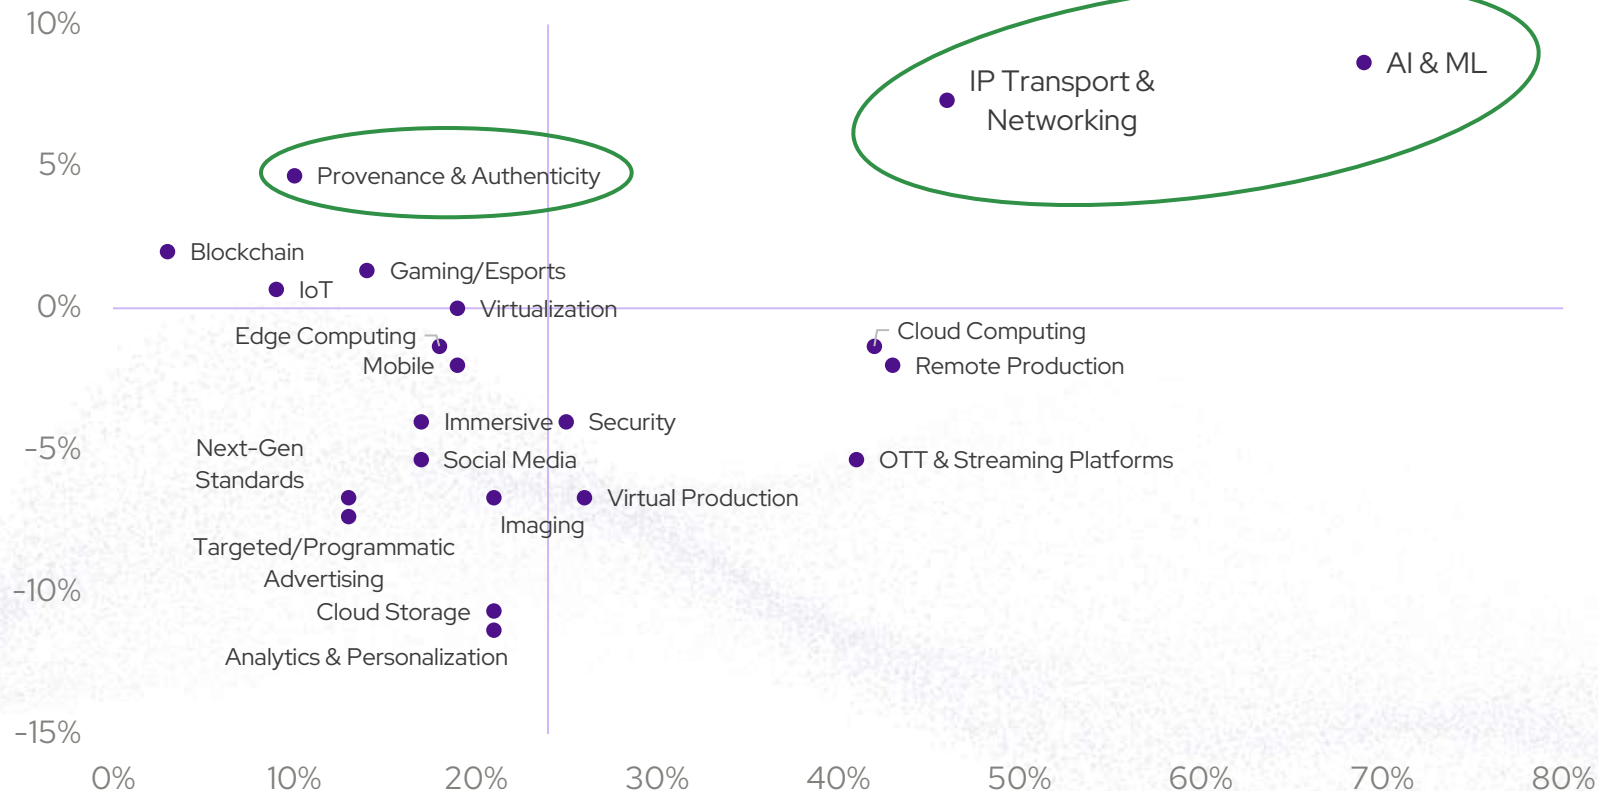 10%
AI & ML
IP Transport &
Networking
5%
Provenance & Authenticity
Blockchain
Gaming/Esports
IoT
0%
Virtualization
Edge Computing
Cloud Computing
Mobile
Remote Production
Immersive
Security
-5%
Next-Gen
Standards
Social Media
OTT & Streaming Platforms
Virtual Production
Imaging
Targeted/Programmatic
Advertising
-10%
Cloud Storage
Analytics & Personalization
-15%
0%
10%
20%
30%
40%
50%
60%
70%
80%